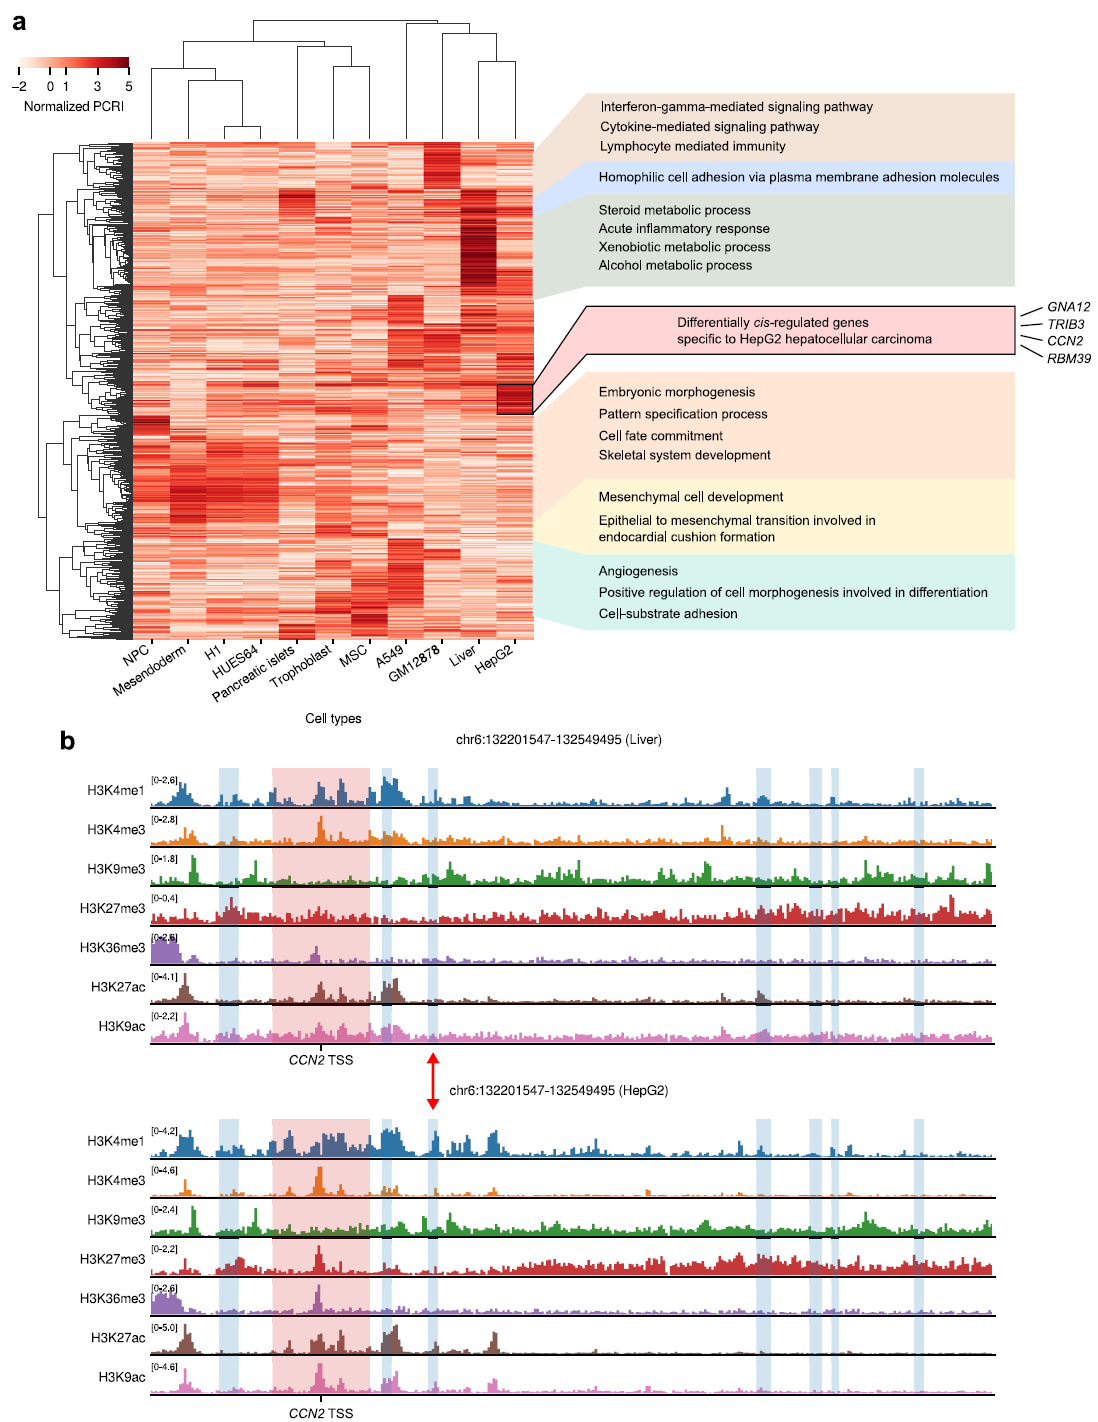 a
−2 0 1 3 5
Normalized PCRI
Interferon-gamma-mediated signaling pathway
Cytokine-mediated signaling pathway
Lymphocyte mediated immunity
Homophilic cell adhesion via plasma membrane adhesion molecules
Steroid metabolic process
Acute inflammatory response
Xenobiotic metabolic process
Alcohol metabolic process
Differentially cis-regulated genes
specific to HepG2 hepatocellular carcinoma
GNA12
TRIB3
CCN2
RBM39
Embryonic morphogenesis
Pattern specification process
Cell fate commitment
Skeletal system development
Mesenchymal cell development
Epithelial to mesenchymal transition involved in
endocardial cushion formation
Angiogenesis
Positive regulation of cell morphogenesis involved in differentiation
Cell-substrate adhesion
NPC
Mesendoderm
H1
HUES64
Pancreatic islets
Trophoblast
MSC
A549
GM12878
Liver
HepG2
Cell types
b
chr6:132201547-132549495 (Liver)
H3K4me1 [0-2.6]
H3K4me3 [0-2.8]
H3K9me3 [0-1.8]
H3K27me3 [0-0.4]
H3K36me3 [0-2.6]
H3K27ac [0-4.1]
H3K9ac [0-2.2]
CCN2 TSS
chr6:132201547-132549495 (HepG2)
H3K4me1 [0-4.2]
H3K4me3 [0-4.6]
H3K9me3 [0-2.4]
H3K27me3 [0-2.2]
H3K36me3 [0-2.6]
H3K27ac [0-5.0]
H3K9ac [0-4.6]
CCN2 TSS